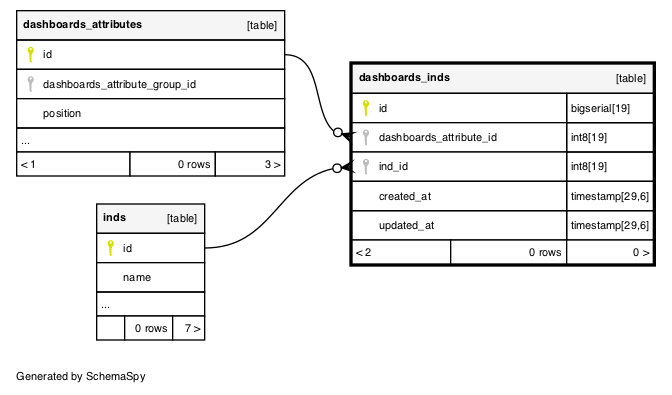 dashboards_attributes [table]
id
dashboards_attribute_group_id
position
...
< 1 0 rows 3 >
dashboards_inds [table]
id bigserial[19]
dashboards_attribute_id int8[19]
ind_id int8[19]
created_at timestamp[29,6]
updated_at timestamp[29,6]
< 2 0 rows 0 >
inds [table]
id
name
...
0 rows 7 >
Generated by SchemaSpy